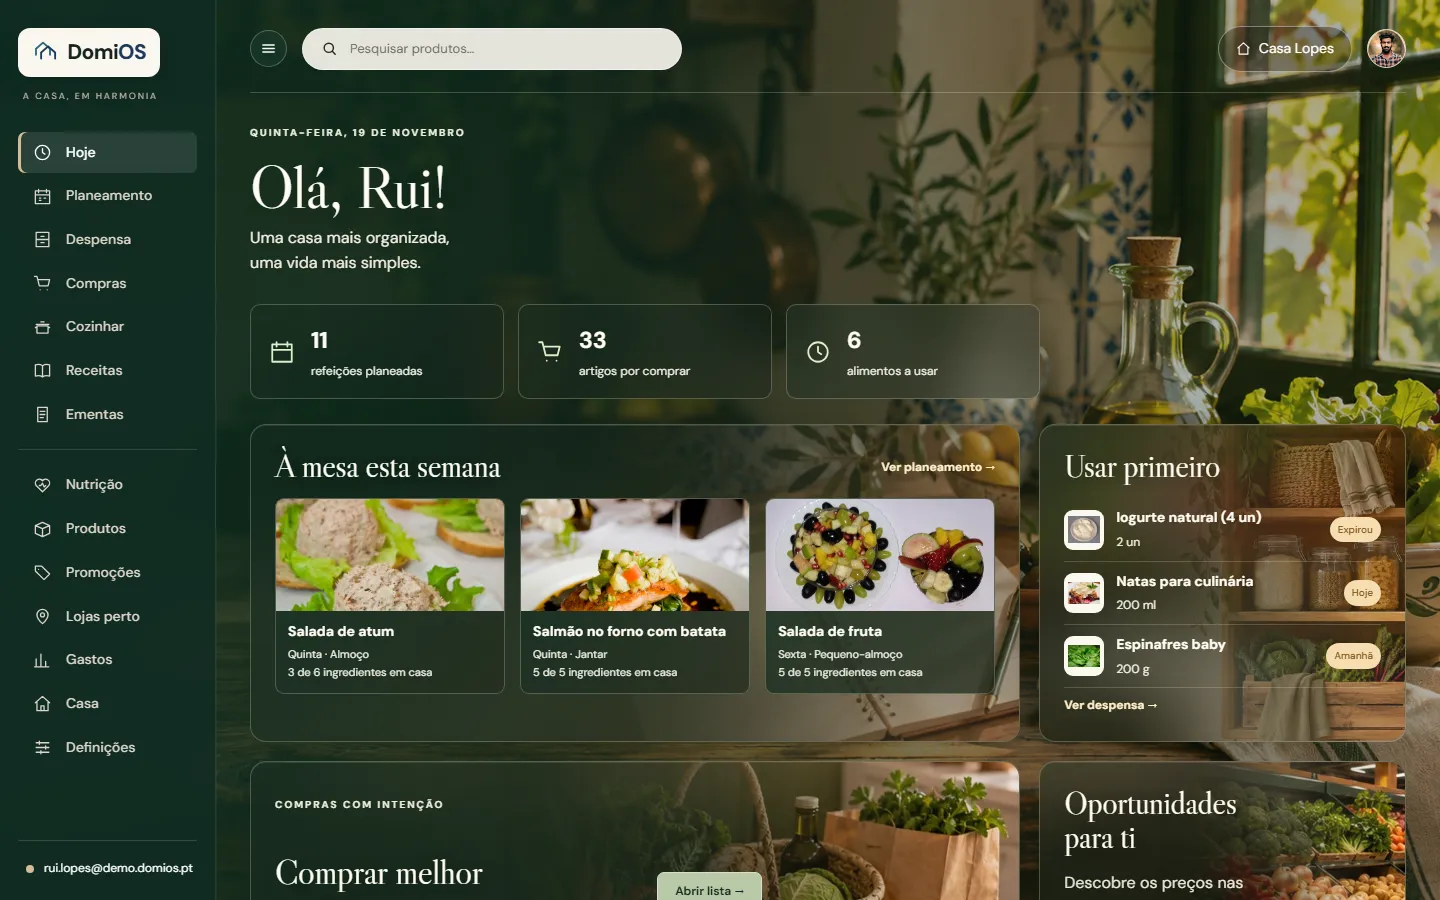 DomiOS
A CASA, EM HARMONIA
Hoje
Planeamento
Despensa
Compras
Cozinhar
Receitas
Ementas
Nutrição
Produtos
Promoções
Lojas perto
Gastos
Casa
Definições
rui.lopes@demo.domios.pt
Pesquisar produtos...
Casa Lopes
QUINTA-FEIRA, 19 DE NOVEMBRO
Olá, Rui!
Uma casa mais organizada,
uma vida mais simples.
11
refeições planeadas
33
artigos por comprar
6
alimentos a usar
À mesa esta semana
Ver planeamento →
Salada de atum
Quinta · Almoço
3 de 6 ingredientes em casa
Salmão no forno com batata
Quinta · Jantar
5 de 5 ingredientes em casa
Salada de fruta
Sexta · Pequeno-almoço
5 de 5 ingredientes em casa
Usar primeiro
Iogurte natural (4 un)
2 un
Expirou
Natas para culinária
200 ml
Hoje
Espinafres baby
200 g
Amanhã
Ver despensa →
COMPRAS COM INTENÇÃO
Comprar melhor
Abrir lista →
Oportunidades
para ti
Descobre os preços nas